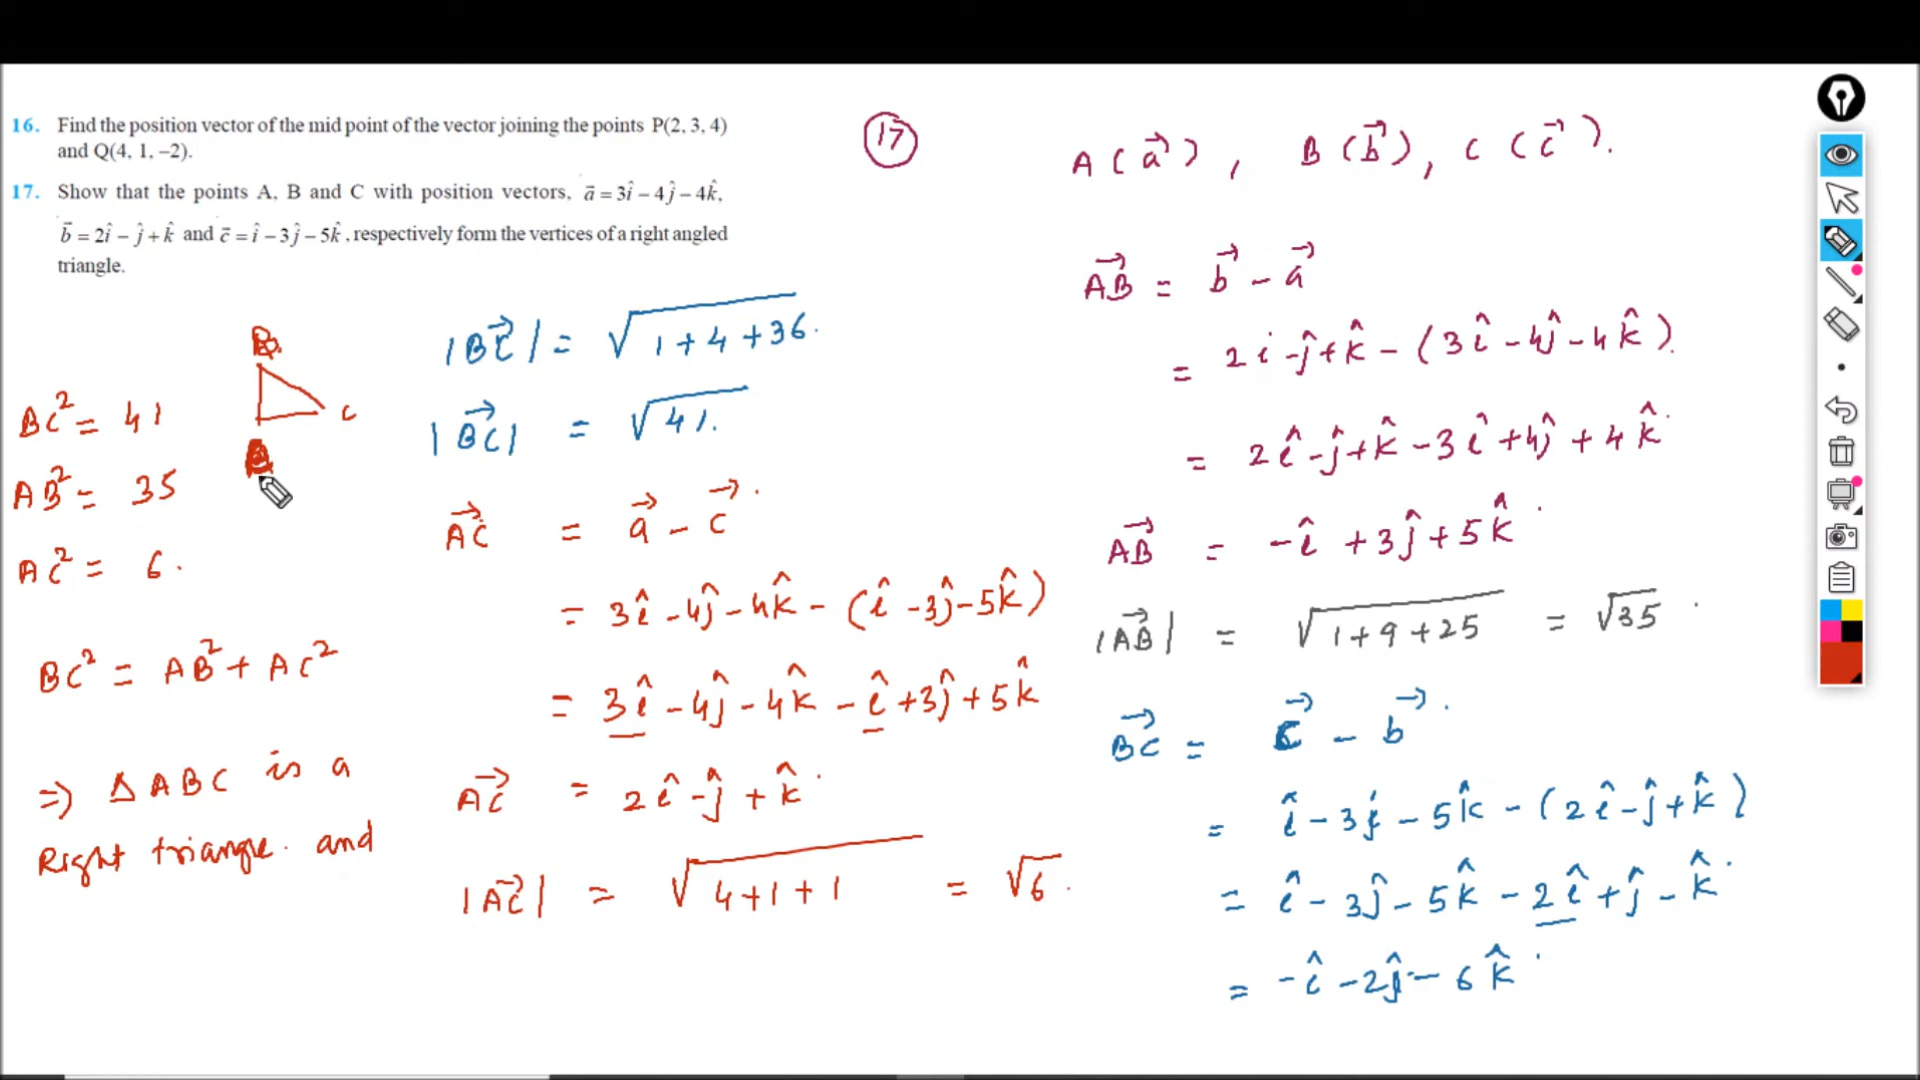 16. Find the position vector of the mid point of the vector joining the points P(2, 3, 4)
and Q(4, 1, –2).
17. Show that the points A, B and C with position vectors, a⃗ = 3î − 4ĵ − 4k̂,
b⃗ = 2î − ĵ + k̂ and c⃗ = î − 3ĵ − 5k̂, respectively form the vertices of a right angled
triangle.
B
C
BC² = 41
AB² = 35
AC² = 6.
BC² = AB² + AC²
=> Δ ABC is a
Right triangle. and
|BC⃗| = √1+4+36.
|BC⃗| = √41.
AC⃗ = a⃗ − c⃗.
= 3î − 4ĵ − 4k̂ − (î − 3ĵ − 5k̂)
= 3î − 4ĵ − 4k̂ − î + 3ĵ + 5k̂
AC⃗ = 2î − ĵ + k̂.
|AC⃗| = √4+1+1 = √6.
17
A (a⃗), B (b⃗), C (c⃗).
AB⃗ = b⃗ − a⃗
= 2i − ĵ + k̂ − (3î − 4ĵ − 4k̂).
= 2î − ĵ + k̂ − 3î + 4ĵ + 4k̂.
AB⃗ = −î + 3ĵ + 5k̂.
|AB⃗| = √1+9+25 = √35.
BC⃗ = c⃗ − b⃗.
= î − 3ĵ − 5k̂ − (2î − ĵ + k̂)
= î − 3ĵ − 5k̂ − 2î + ĵ − k̂.
= −î − 2ĵ − 6k̂.